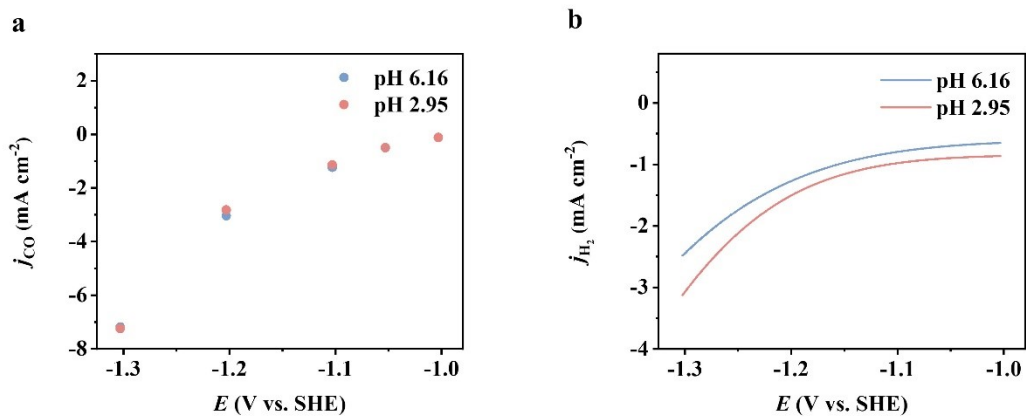 a
2
0
-2
-4
-6
-8
-1.3
-1.2
-1.1
-1.0
j_CO (mA cm⁻²)
E (V vs. SHE)
pH 6.16
pH 2.95
b
0
-1
-2
-3
-4
-1.3
-1.2
-1.1
-1.0
j_H₂ (mA cm⁻²)
E (V vs. SHE)
pH 6.16
pH 2.95